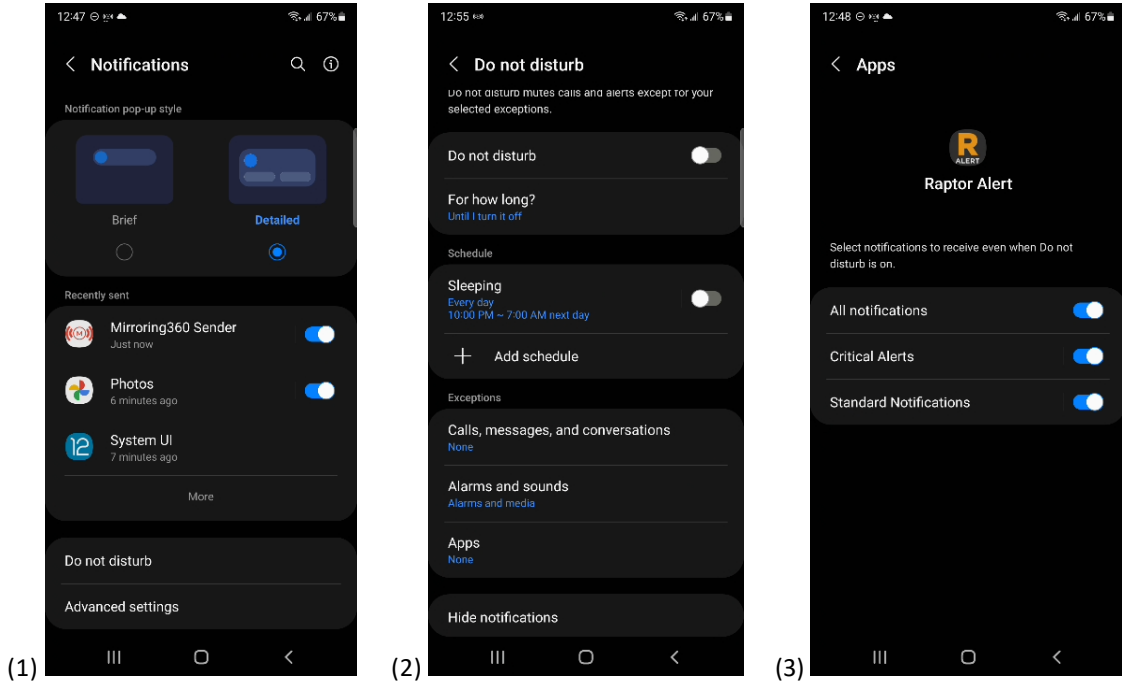 12:47 67%
Notifications
Notification pop-up style
Brief Detailed
Recently sent
Mirroring360 Sender
Just now
Photos
6 minutes ago
12 System UI
7 minutes ago
More
Do not disturb
Advanced settings
(1)
12:55 67%
Do not disturb
Do not disturb mutes calls and alerts except for your
selected exceptions.
Do not disturb
For how long?
Until I turn it off
Schedule
Sleeping
Every day
10:00 PM ~ 7:00 AM next day
Add schedule
Exceptions
Calls, messages, and conversations
None
Alarms and sounds
Alarms and media
Apps
None
Hide notifications
(2)
12:48 67%
Apps
R
ALERT
Raptor Alert
Select notifications to receive even when Do not
disturb is on.
All notifications
Critical Alerts
Standard Notifications
(3)